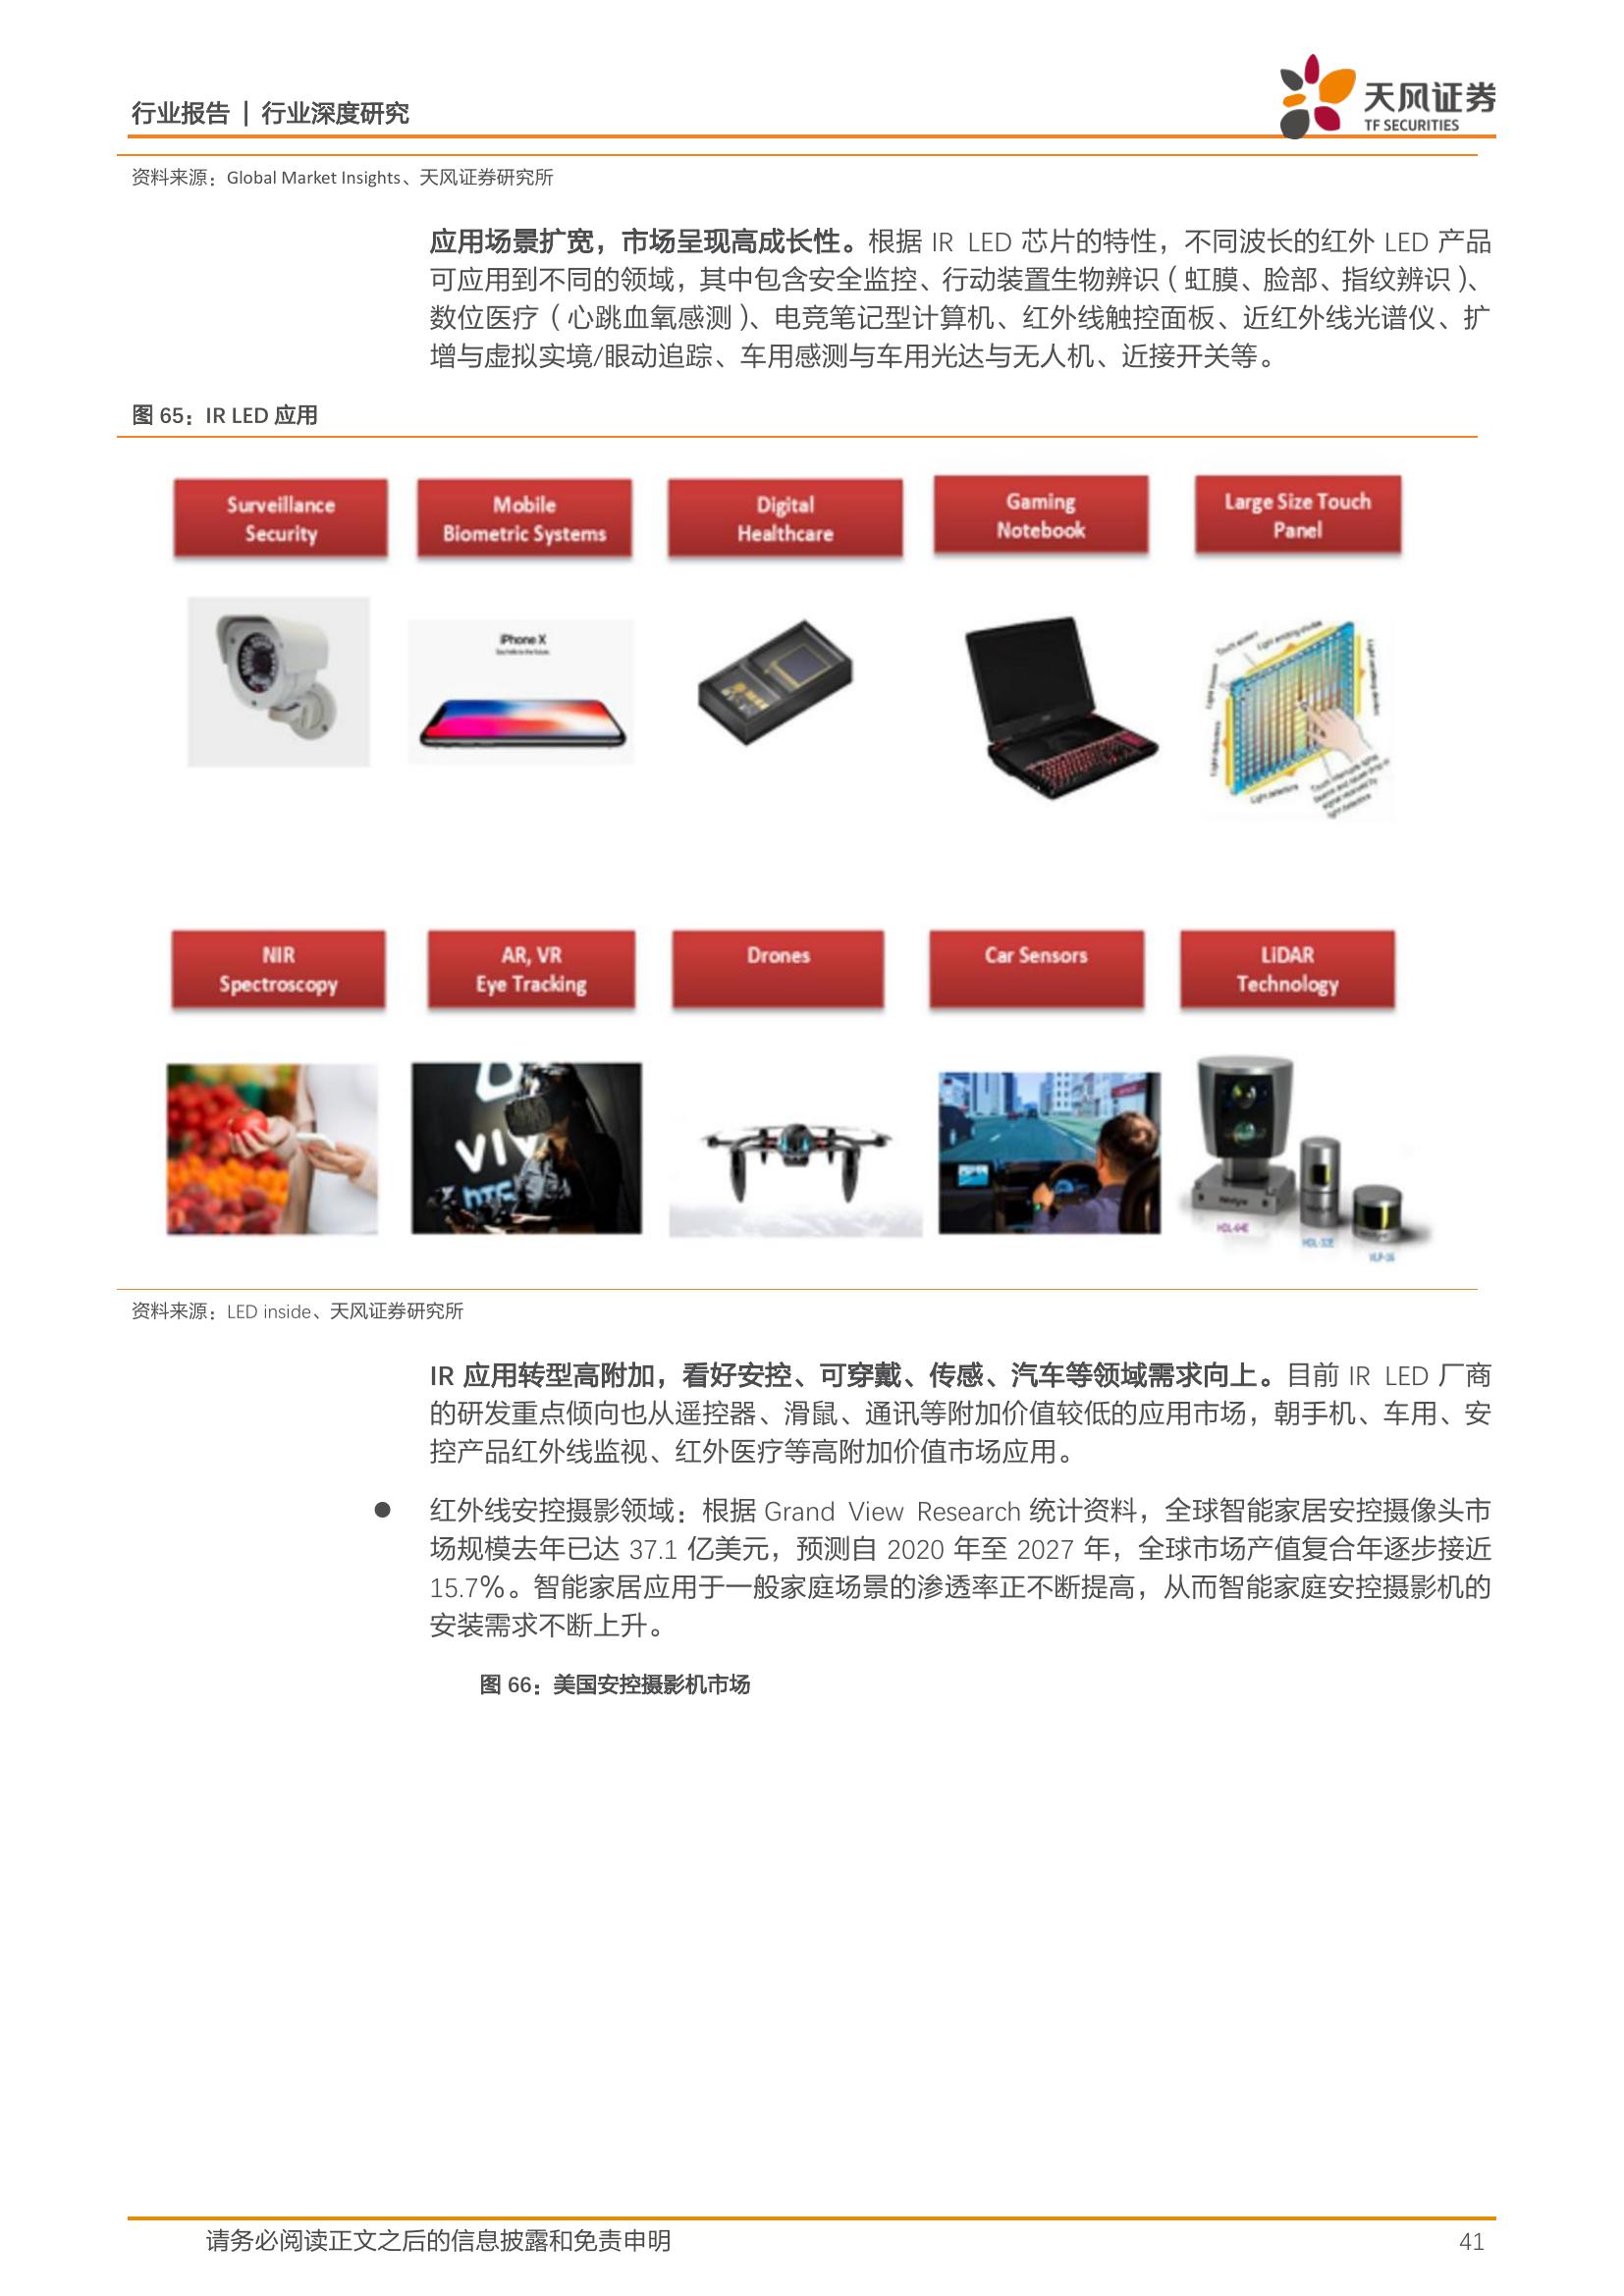 行业报告 | 行业深度研究
天风证券
TF SECURITIES
资料来源：Global Market Insights、天风证券研究所
应用场景扩宽，市场呈现高成长性。根据 IR LED 芯片的特性，不同波长的红外 LED 产品
可应用到不同的领域，其中包含安全监控、行动装置生物辨识（虹膜、脸部、指纹辨识）、
数位医疗（心跳血氧感测）、电竞笔记型计算机、红外线触控面板、近红外线光谱仪、扩
增与虚拟实境/眼动追踪、车用感测与车用光达与无人机、近接开关等。
图 65：IR LED 应用
Surveillance
Security
Mobile
Biometric Systems
Digital
Healthcare
Gaming
Notebook
Large Size Touch
Panel
iPhone X
Touch screen
Light detectors
NIR
Spectroscopy
AR, VR
Eye Tracking
Drones
Car Sensors
LiDAR
Technology
VIV
htc
HDL-64E
HDL-32E
VLP-16
资料来源：LED inside、天风证券研究所
IR 应用转型高附加，看好安控、可穿戴、传感、汽车等领域需求向上。目前 IR LED 厂商
的研发重点倾向也从遥控器、滑鼠、通讯等附加价值较低的应用市场，朝手机、车用、安
控产品红外线监视、红外医疗等高附加价值市场应用。
● 红外线安控摄影领域：根据 Grand View Research 统计资料，全球智能家居安控摄像头市
场规模去年已达 37.1 亿美元，预测自 2020 年至 2027 年，全球市场产值复合年逐步接近
15.7%。智能家居应用于一般家庭场景的渗透率正不断提高，从而智能家庭安控摄影机的
安装需求不断上升。
图 66：美国安控摄影机市场
请务必阅读正文之后的信息披露和免责申明
41